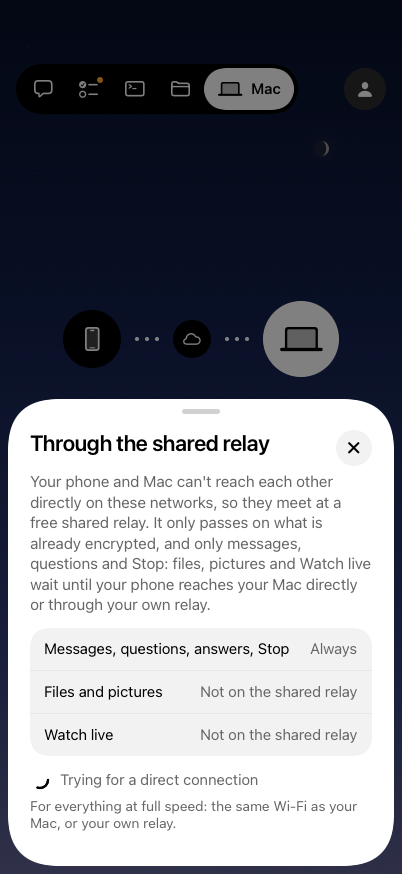 Mac
Through the shared relay
Your phone and Mac can't reach each other
directly on these networks, so they meet at a
free shared relay. It only passes on what is
already encrypted, and only messages,
questions and Stop: files, pictures and Watch live
wait until your phone reaches your Mac directly
or through your own relay.
Messages, questions, answers, Stop Always
Files and pictures Not on the shared relay
Watch live Not on the shared relay
Trying for a direct connection
For everything at full speed: the same Wi-Fi as your
Mac, or your own relay.